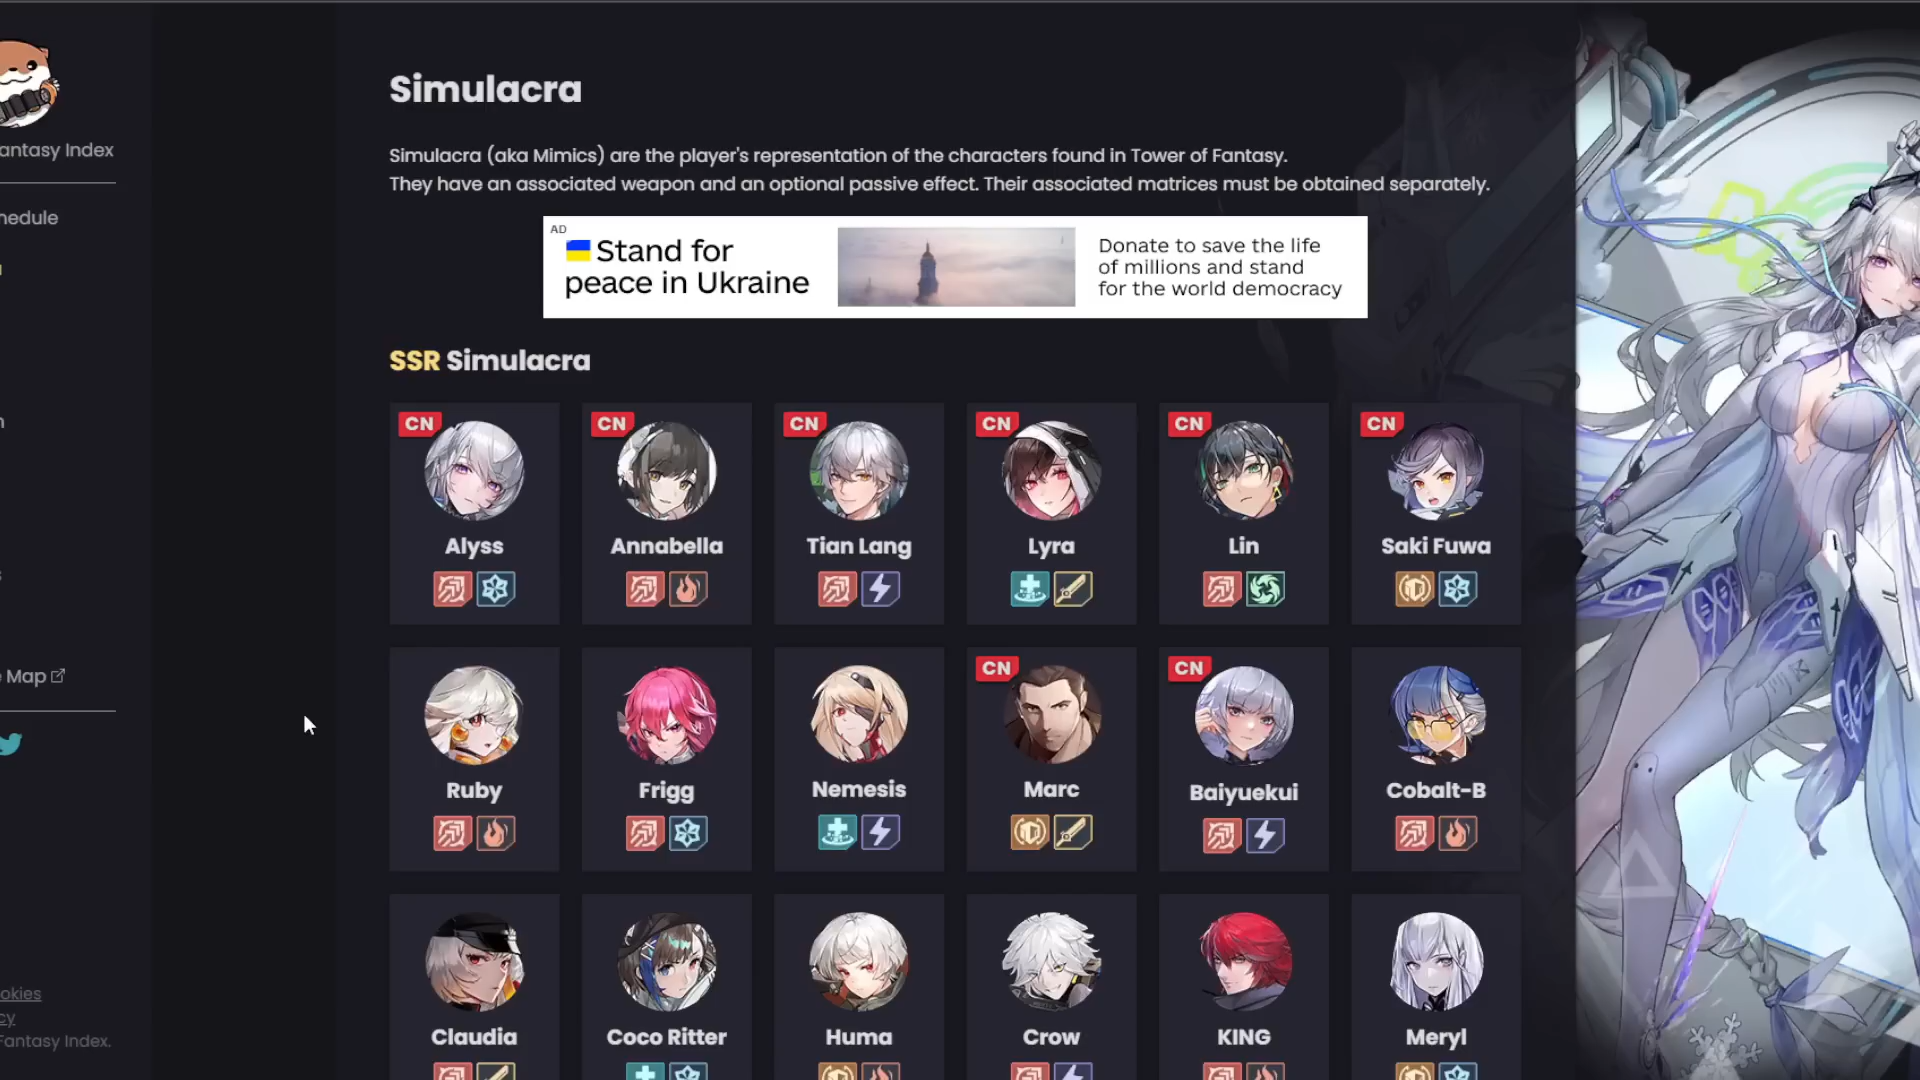 Simulacra
Simulacra (aka Mimics) are the player's representation of the characters found in Tower of Fantasy.
They have an associated weapon and an optional passive effect. Their associated matrices must be obtained separately.
AD
Stand for
peace in Ukraine
Donate to save the life
of millions and stand
for the world democracy
SSR Simulacra
CN CN CN CN CN CN
Alyss Annabella Tian Lang Lyra Lin Saki Fuwa
CN CN
Ruby Frigg Nemesis Marc Baiyuekui Cobalt-B
Claudia Coco Ritter Huma Crow KING Meryl
antasy Index
hedule
Map
okies
cy
Fantasy Index.